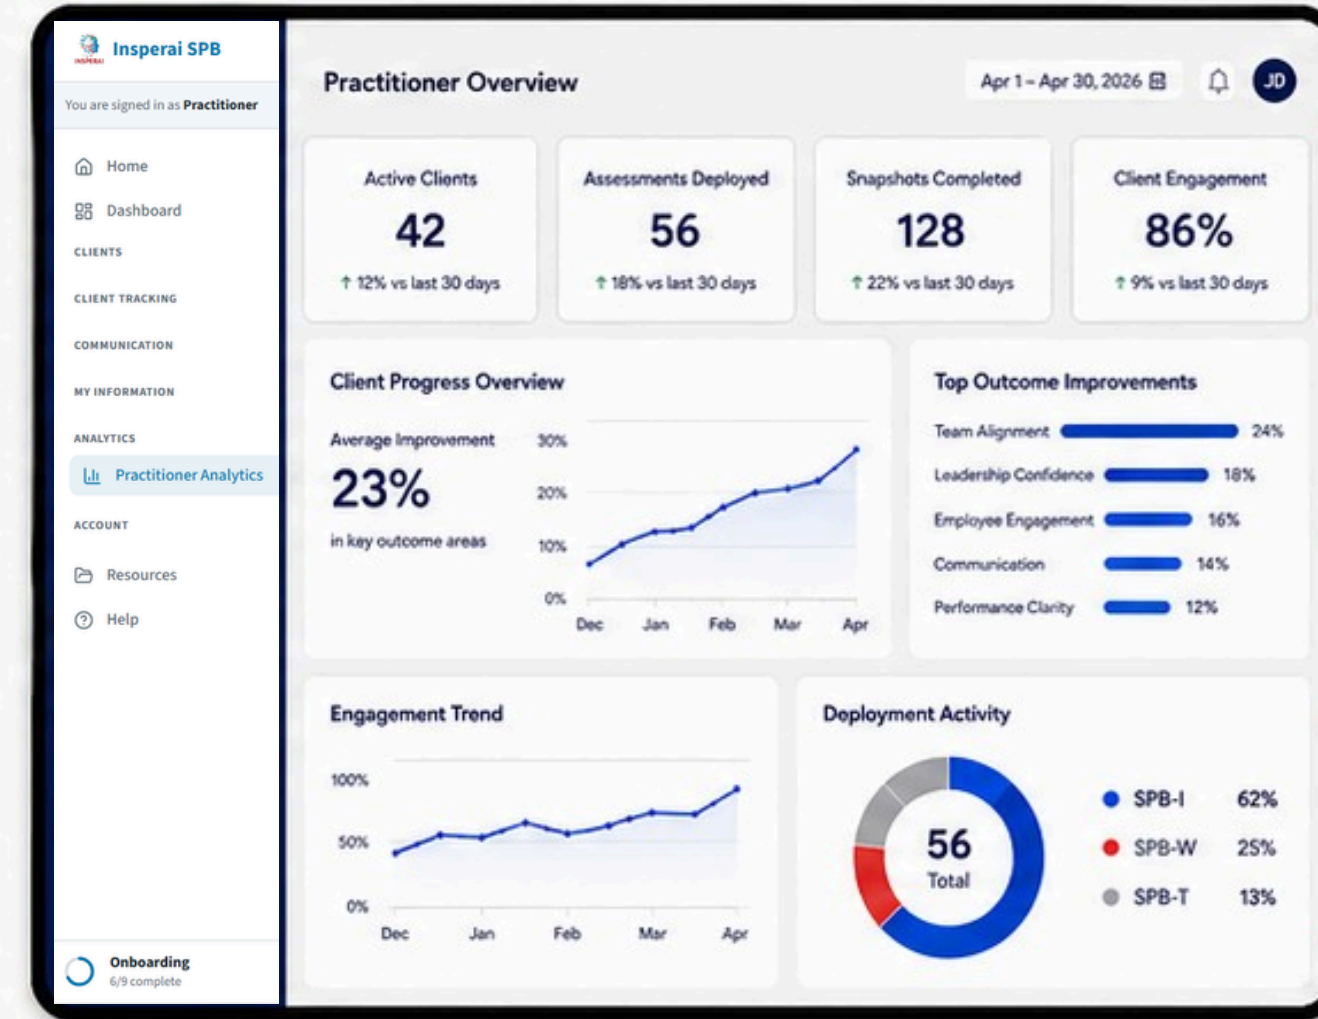 Insperai SPB
INSPERAI
You are signed in as Practitioner
Home
Dashboard
CLIENTS
CLIENT TRACKING
COMMUNICATION
MY INFORMATION
ANALYTICS
Practitioner Analytics
ACCOUNT
Resources
Help
Onboarding
6/9 complete
Practitioner Overview
Apr 1 – Apr 30, 2026
JD
Active Clients
42
↑ 12% vs last 30 days
Assessments Deployed
56
↑ 18% vs last 30 days
Snapshots Completed
128
↑ 22% vs last 30 days
Client Engagement
86%
↑ 9% vs last 30 days
Client Progress Overview
Average Improvement
23%
in key outcome areas
30%
20%
10%
0%
Dec Jan Feb Mar Apr
Top Outcome Improvements
Team Alignment 24%
Leadership Confidence 18%
Employee Engagement 16%
Communication 14%
Performance Clarity 12%
Engagement Trend
100%
50%
0%
Dec Jan Feb Mar Apr
Deployment Activity
56
Total
SPB-I 62%
SPB-W 25%
SPB-T 13%